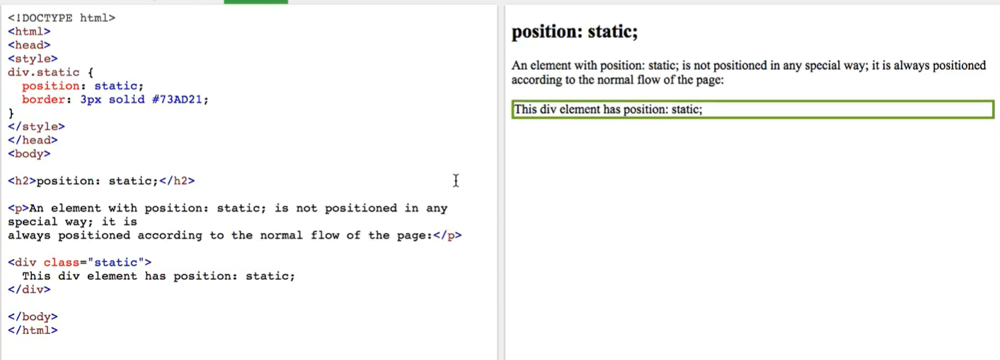 <!DOCTYPE html>
<html>
<head>
<style>
div.static {
  position: static;
  border: 3px solid #73AD21;
}
</style>
</head>
<body>

<h2>position: static;</h2>

<p>An element with position: static; is not positioned in any
special way; it is
always positioned according to the normal flow of the page:</p>

<div class="static">
  This div element has position: static;
</div>

</body>
</html>

position: static;
An element with position: static; is not positioned in any special way; it is always positioned
according to the normal flow of the page:
This div element has position: static;